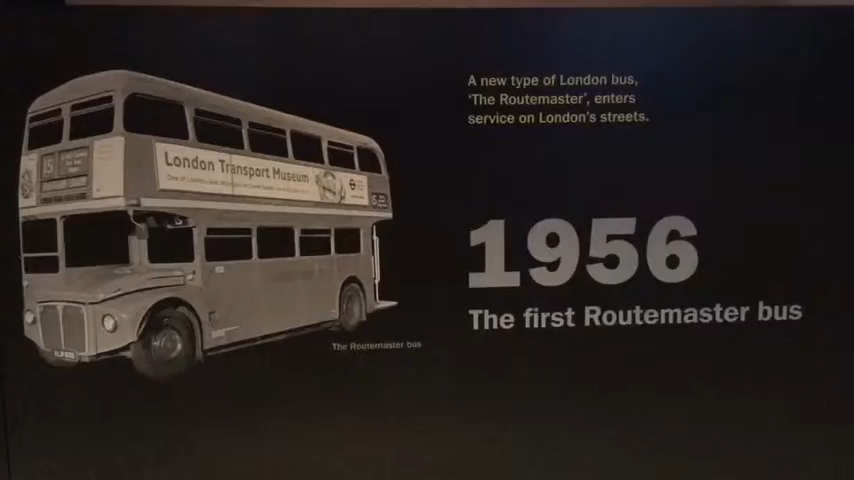 A new type of London bus,
'The Routemaster', enters
service on London's streets.
15
London Transport Museum
15
1956
The first Routemaster bus
The Routemaster bus